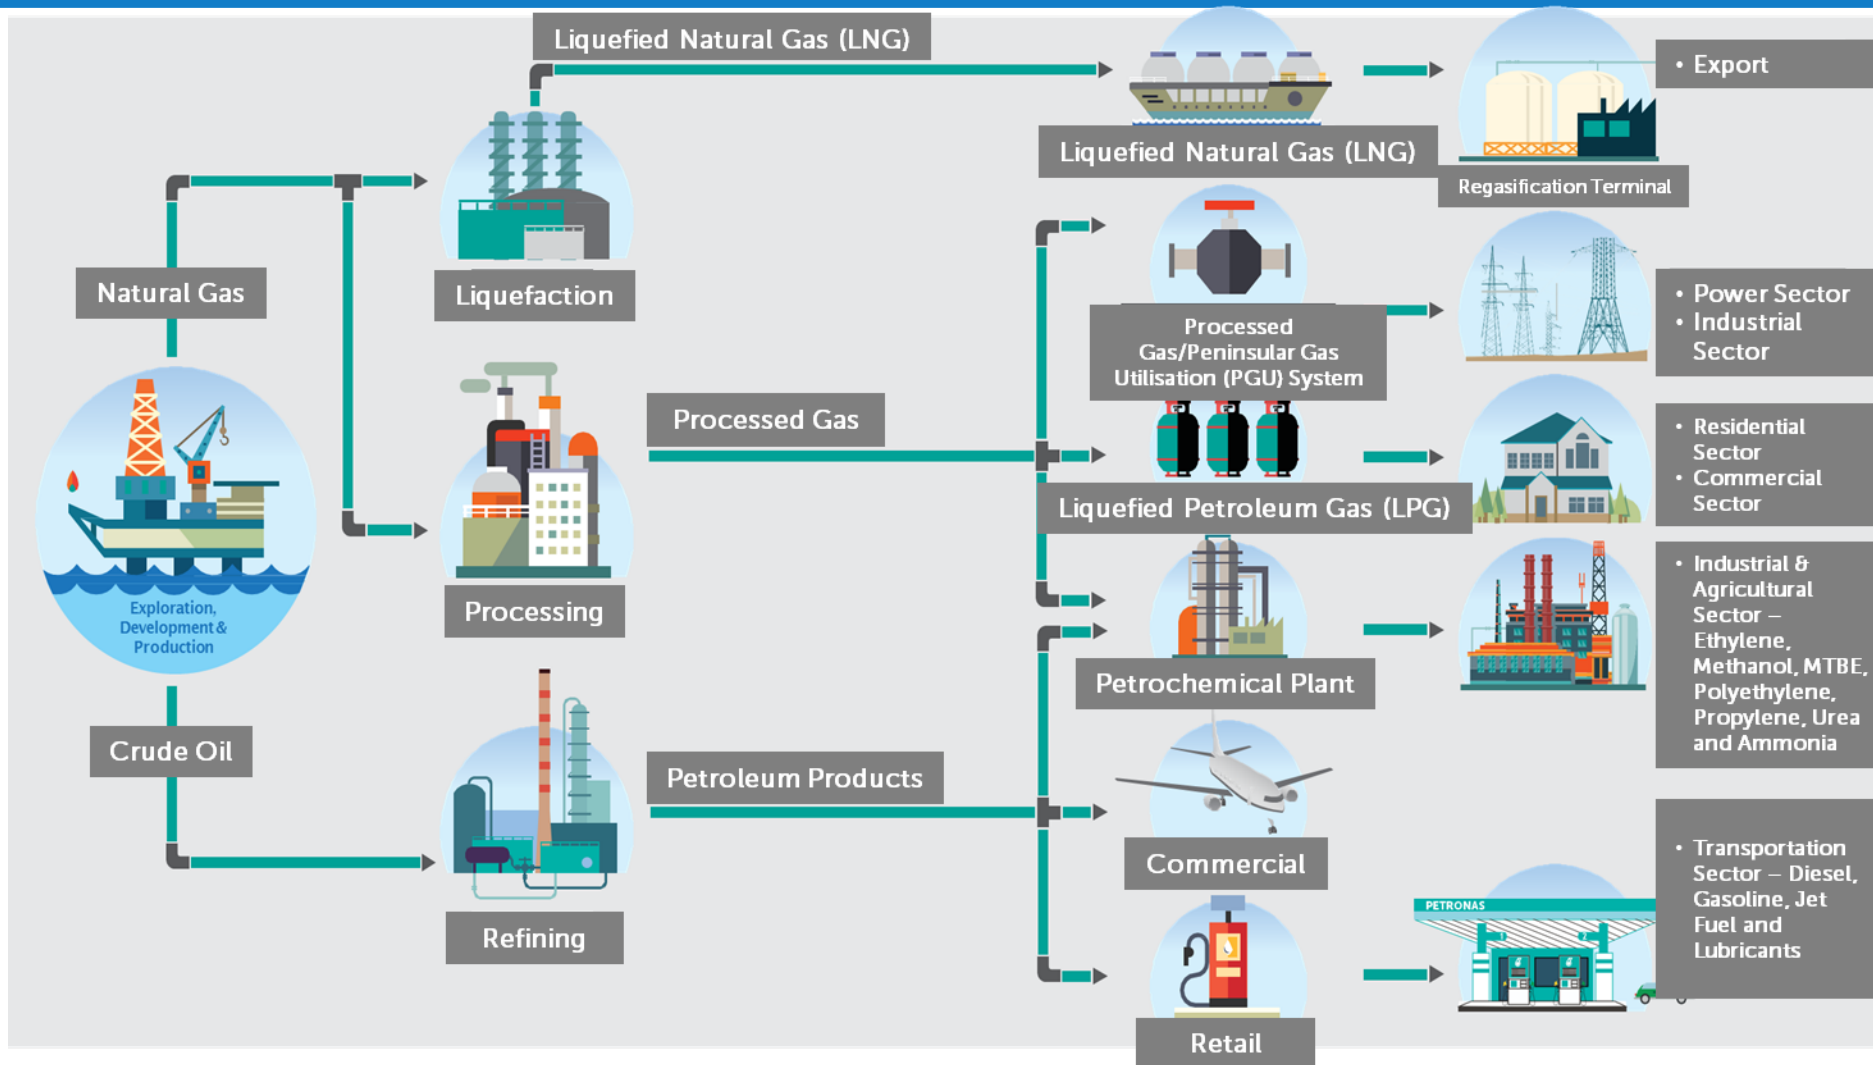 Liquefied Natural Gas (LNG)
• Export
Liquefied Natural Gas (LNG)
Regasification Terminal
Natural Gas
Liquefaction
Processed
Gas/Peninsular Gas
Utilisation (PGU) System
• Power Sector
• Industrial
Sector
Processed Gas
• Residential
Sector
• Commercial
Sector
Liquefied Petroleum Gas (LPG)
Exploration,
Development &
Production
Processing
Petrochemical Plant
• Industrial &
Agricultural
Sector –
Ethylene,
Methanol, MTBE,
Polyethylene,
Propylene, Urea
and Ammonia
Crude Oil
Petroleum Products
Commercial
Refining
Retail
PETRONAS
1
2
• Transportation
Sector – Diesel,
Gasoline, Jet
Fuel and
Lubricants